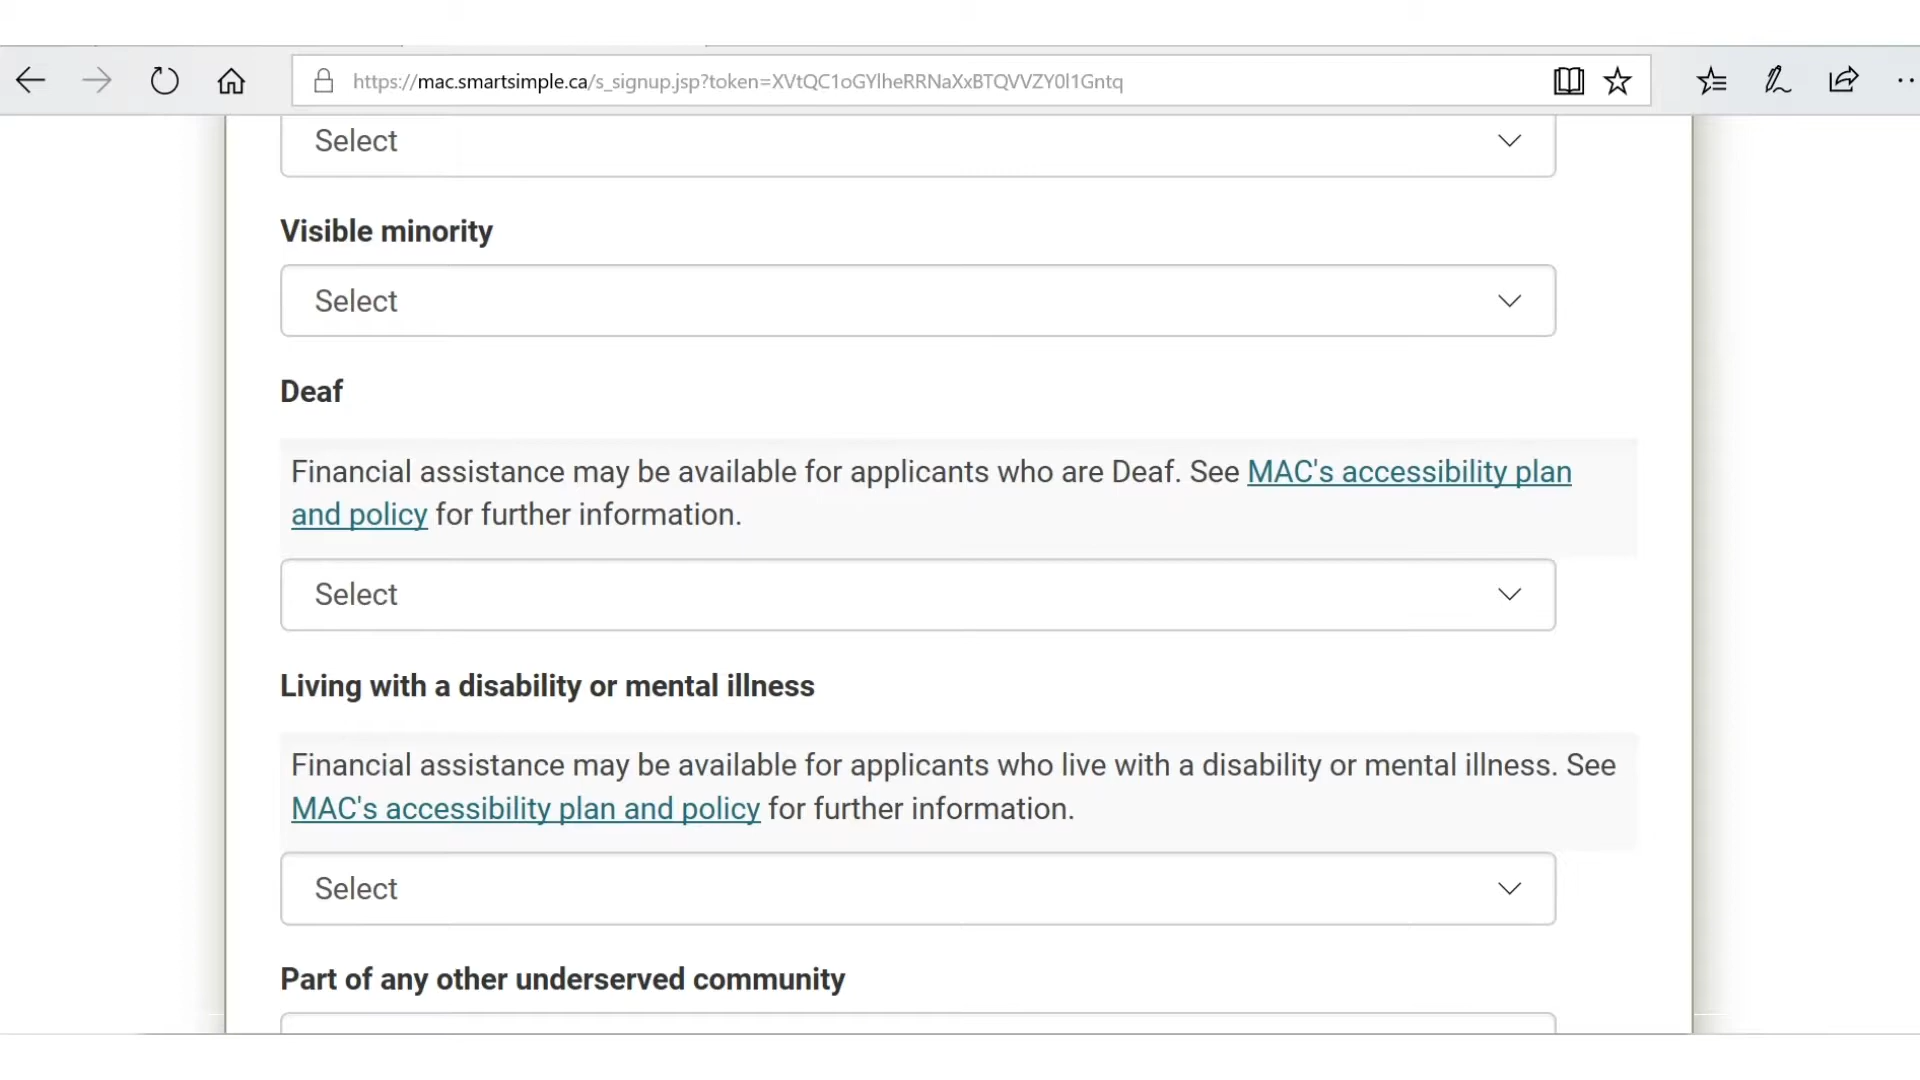 https://mac.smartsimple.ca/s_signup.jsp?token=XVtQC1oGYlheRRNaXxBTQVVZY0l1Gntq
Select
Visible minority
Select
Deaf
Financial assistance may be available for applicants who are Deaf. See MAC's accessibility plan
and policy for further information.
Select
Living with a disability or mental illness
Financial assistance may be available for applicants who live with a disability or mental illness. See
MAC's accessibility plan and policy for further information.
Select
Part of any other underserved community